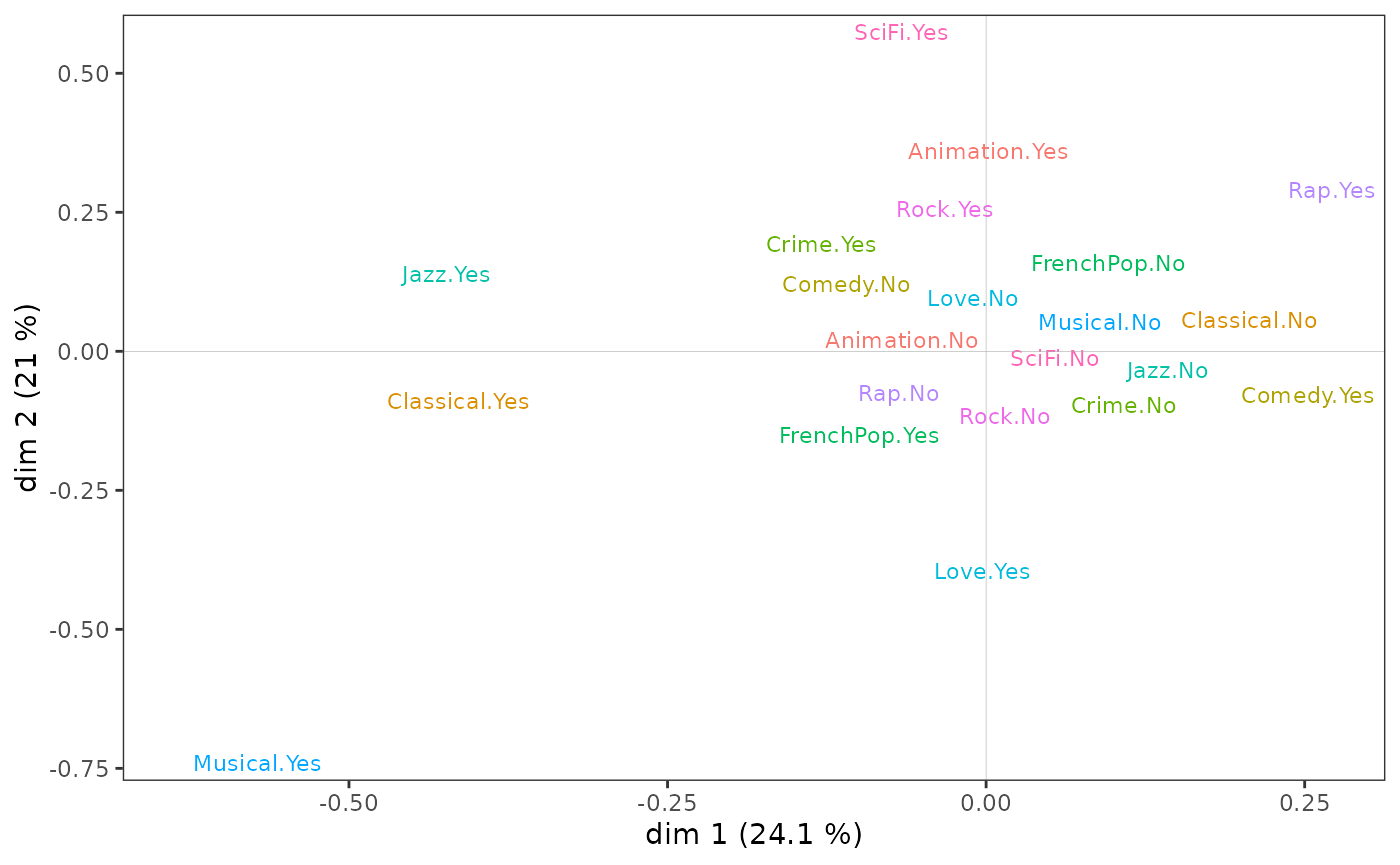 SciFi.Yes
0.50
Animation.Yes
Rap.Yes
0.25
Rock.Yes
Crime.Yes
FrenchPop.No
Jazz.Yes
Comedy.No
Love.No
Musical.No
Classical.No
Animation.No
0.00
SciFi.No
Jazz.No
Rap.No
Comedy.Yes
Classical.Yes
Crime.No
Rock.No
FrenchPop.Yes
-0.25
Love.Yes
-0.50
Musical.Yes
-0.75
-0.50
-0.25
0.00
0.25
dim 1 (24.1 %)
dim 2 (21 %)